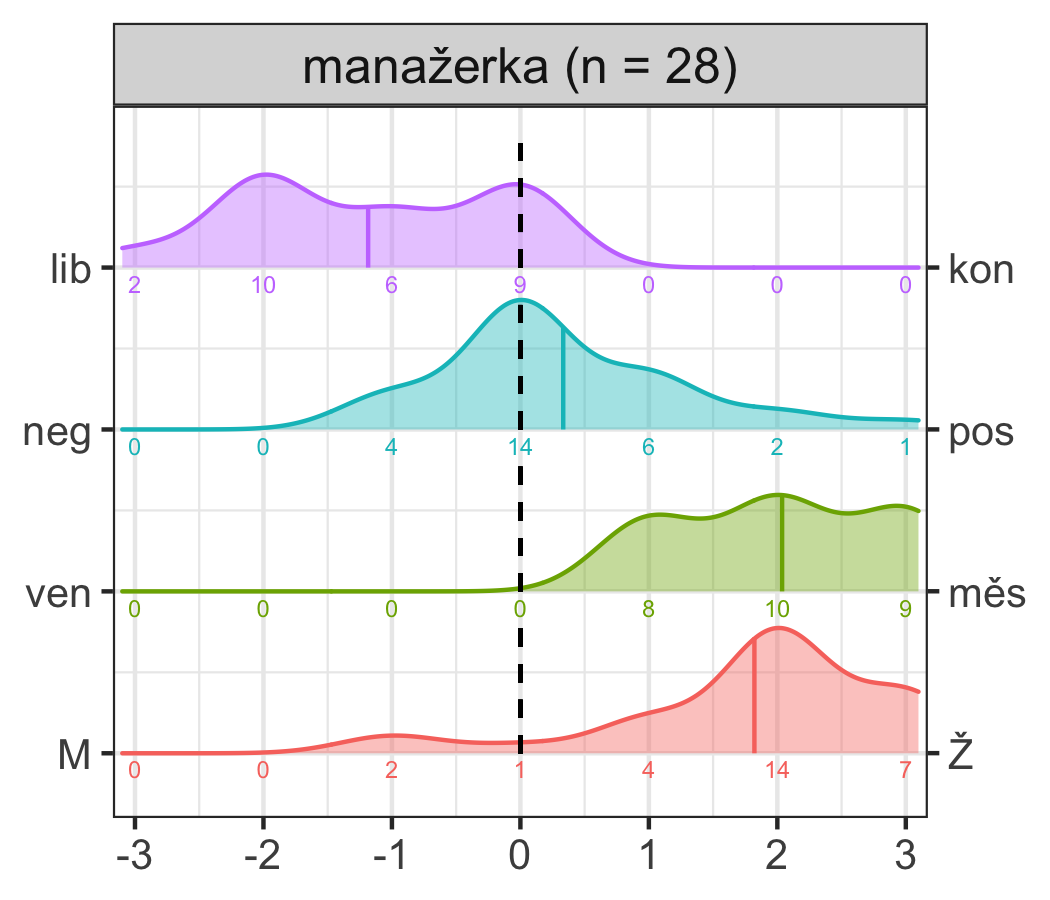 manažerka (n = 28)
lib kon
2 10 6 9 0 0 0
neg pos
0 0 4 14 6 2 1
ven měs
0 0 0 0 8 10 9
M Ž
0 0 2 1 4 14 7
-3 -2 -1 0 1 2 3